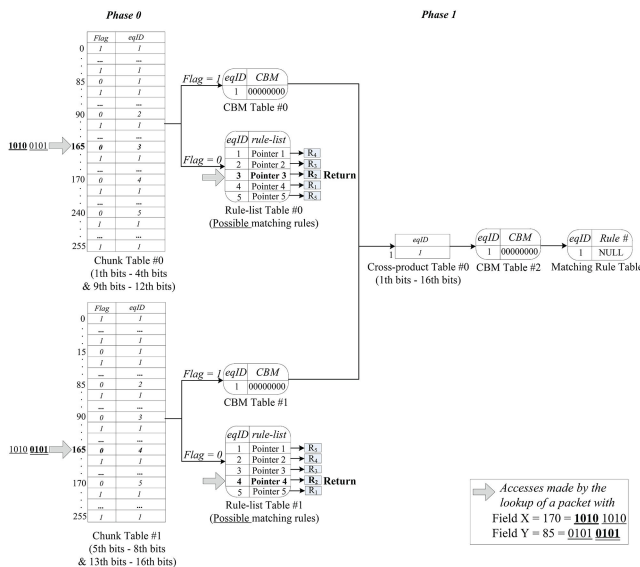 Phase 0
Phase 1
Flag eqID
0 1 1
... ...
1 1
85 0 1
1 1
... ...
90 0 2
1 1
... ...
1010 0101 165 0 3
1 1
... ...
170 0 4
1 1
... ...
240 0 5
1 1
... ...
255 1 1
Chunk Table #0
(1th bits - 4th bits
& 9th bits - 12th bits)
Flag = 1
eqID CBM
1 00000000
CBM Table #0
Flag = 0
eqID rule-list
1 Pointer 1 R4
2 Pointer 2 R3
3 Pointer 3 R2 Return
4 Pointer 4 R1
5 Pointer 5 R5
Rule-list Table #0
(Possible matching rules)
eqID
1 1
Cross-product Table #0
(1th bits - 16th bits)
eqID CBM
1 00000000
CBM Table #2
eqID Rule #
1 NULL
Matching Rule Table
Flag eqID
0 1 1
1 1
... ...
15 0 1
1 1
... ...
85 0 2
1 1
... ...
90 0 3
1 1
... ...
1010 0101 165 0 4
1 1
... ...
170 0 5
1 1
... ...
255 1 1
Chunk Table #1
(5th bits - 8th bits
& 13th bits - 16th bits)
Flag = 1
eqID CBM
1 00000000
CBM Table #1
Flag = 0
eqID rule-list
1 Pointer 1 R5
2 Pointer 2 R4
3 Pointer 3 R3
4 Pointer 4 R2 Return
5 Pointer 5 R1
Rule-list Table #1
(Possible matching rules)
Accesses made by the
lookup of a packet with
Field X = 170 = 1010 1010
Field Y = 85 = 0101 0101